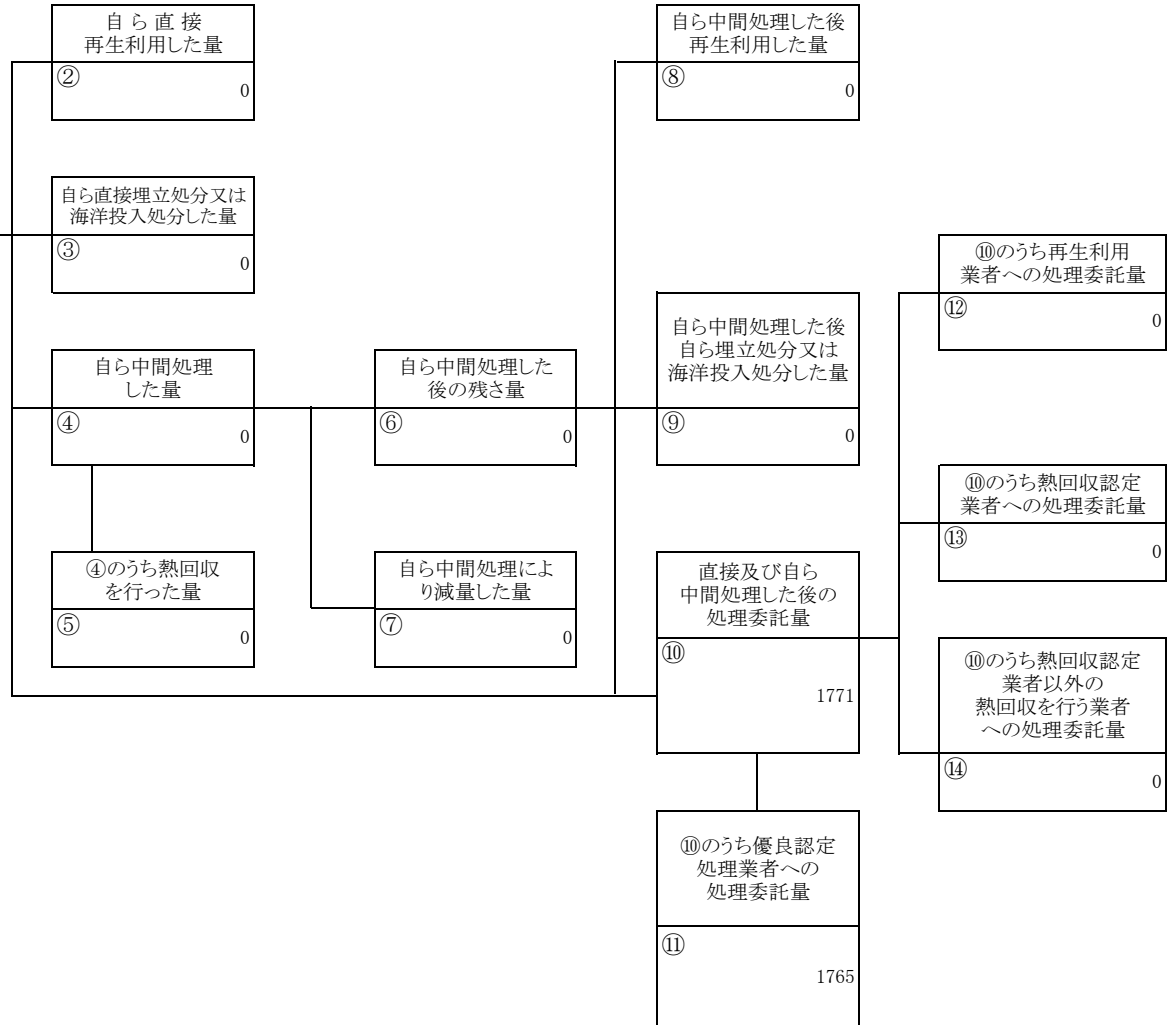 自 ら 直 接
再生利用した量
②
0
自ら直接埋立処分又は
海洋投入処分した量
③
0
自ら中間処理
した量
④
0
④のうち熱回収
を行った量
⑤
0
自ら中間処理した
後の残さ量
⑥
0
自ら中間処理によ
り減量した量
⑦
0
自ら中間処理した後
再生利用した量
⑧
0
自ら中間処理した後
自ら埋立処分又は
海洋投入処分した量
⑨
0
直接及び自ら
中間処理した後の
処理委託量
⑩
1771
⑩のうち優良認定
処理業者への
処理委託量
⑪
1765
⑩のうち再生利用
業者への処理委託量
⑫
0
⑩のうち熱回収認定
業者への処理委託量
⑬
0
⑩のうち熱回収認定
業者以外の
熱回収を行う業者
への処理委託量
⑭
0